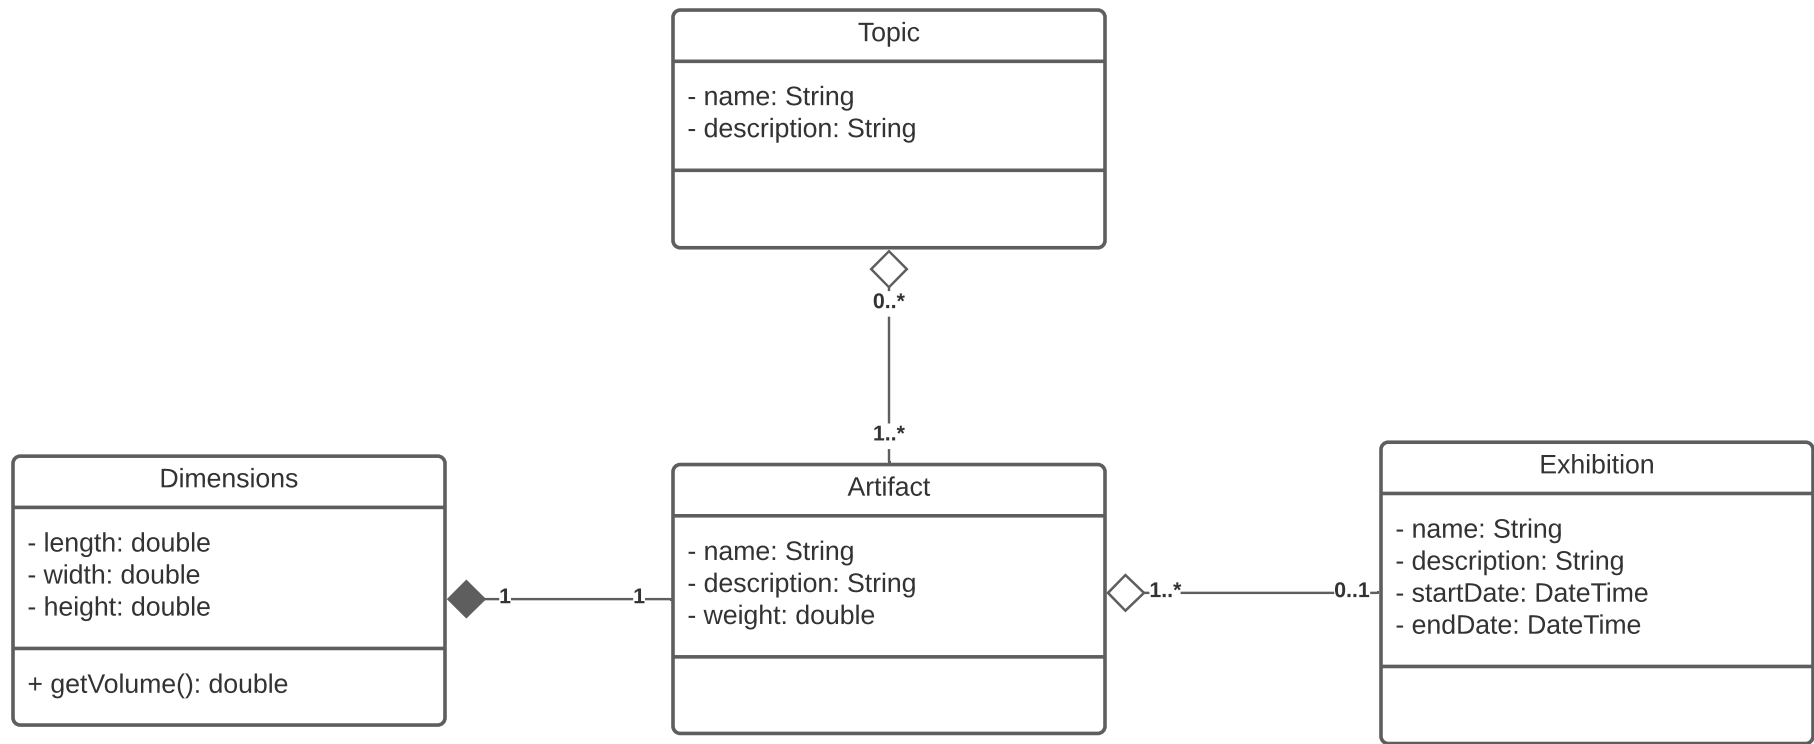 Topic
- name: String
- description: String
0..*
1..*
Dimensions
- length: double
- width: double
- height: double
+ getVolume(): double
1
1
Artifact
- name: String
- description: String
- weight: double
1..*
0..1
Exhibition
- name: String
- description: String
- startDate: DateTime
- endDate: DateTime